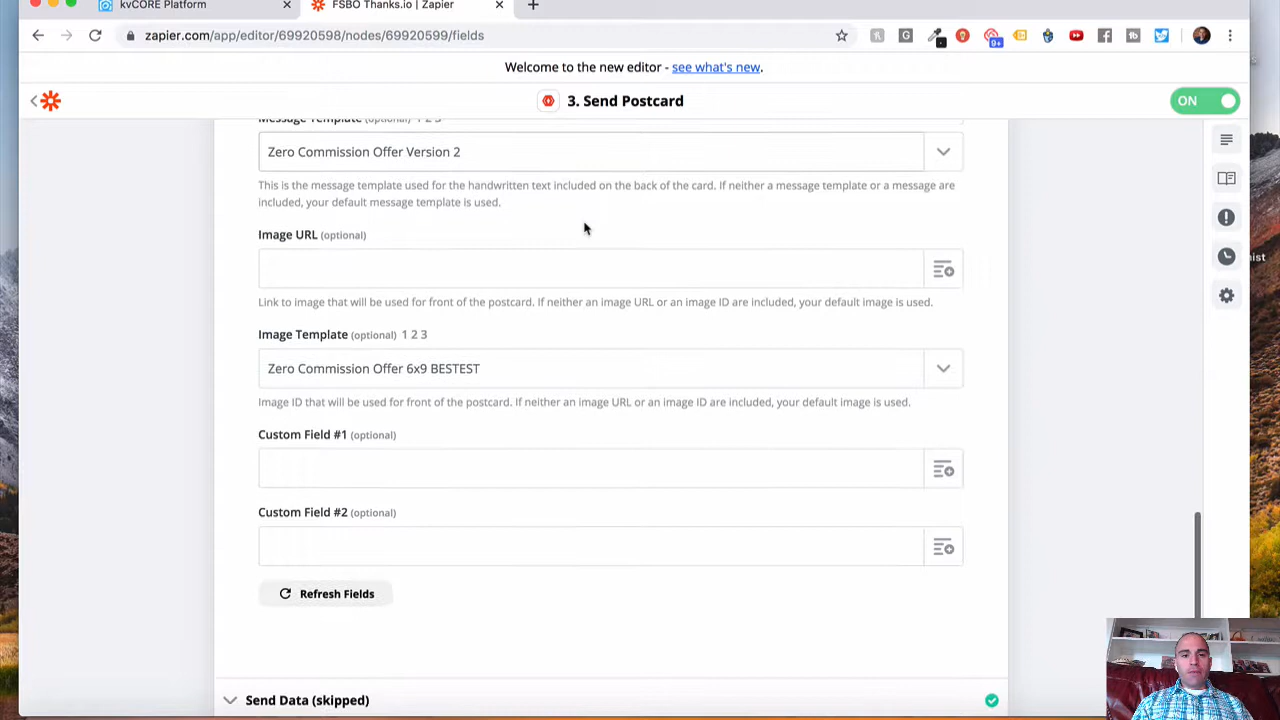 kvCORE Platform
FSBO Thanks.io | Zapier
zapier.com/app/editor/69920598/nodes/69920599/fields
9+
Welcome to the new editor - see what's new.
3. Send Postcard
ON
Message Template (optional) 1 2 3
Zero Commission Offer Version 2
This is the message template used for the handwritten text included on the back of the card. If neither a message template or a message are
included, your default message template is used.
Image URL (optional)
ist
Link to image that will be used for front of the postcard. If neither an image URL or an image ID are included, your default image is used.
Image Template (optional) 1 2 3
Zero Commission Offer 6x9 BESTEST
Image ID that will be used for front of the postcard. If neither an image URL or an image ID are included, your default image is used.
Custom Field #1 (optional)
Custom Field #2 (optional)
Refresh Fields
Send Data (skipped)